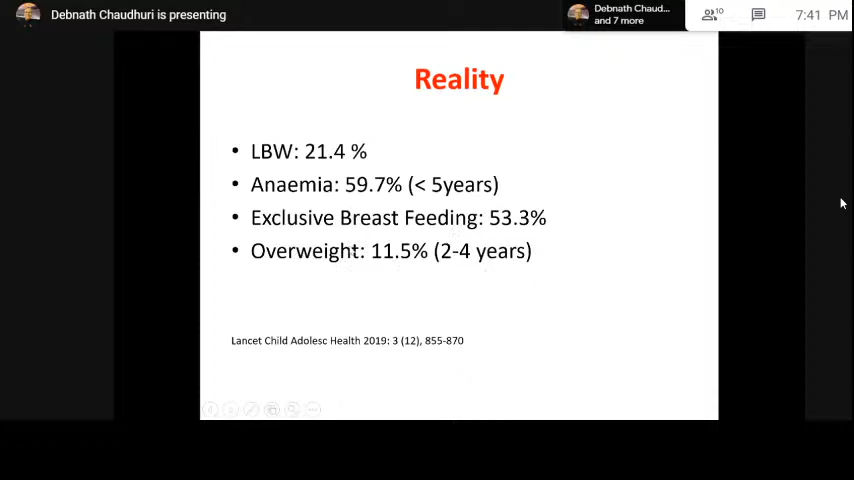 Debnath Chaudhuri is presenting
Debnath Chaud...
and 7 more
10
7:41 PM
Reality
• LBW: 21.4 %
• Anaemia: 59.7% (< 5years)
• Exclusive Breast Feeding: 53.3%
• Overweight: 11.5% (2-4 years)
Lancet Child Adolesc Health 2019: 3 (12), 855-870